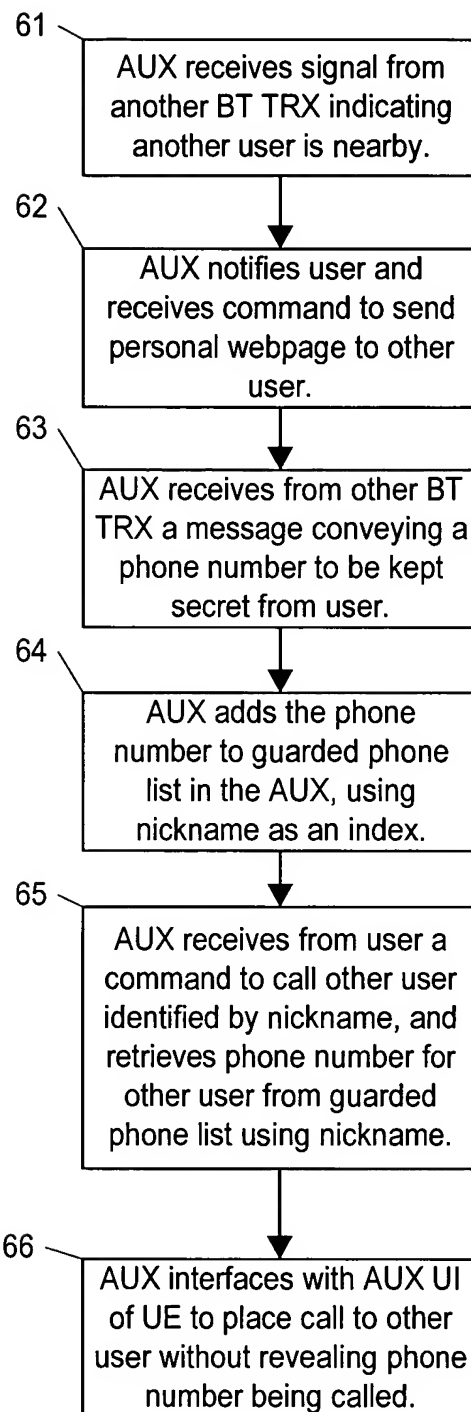 61
AUX receives signal from
another BT TRX indicating
another user is nearby.
62
AUX notifies user and
receives command to send
personal webpage to other
user.
63
AUX receives from other BT
TRX a message conveying a
phone number to be kept
secret from user.
64
AUX adds the phone
number to guarded phone
list in the AUX, using
nickname as an index.
65
AUX receives from user a
command to call other user
identified by nickname, and
retrieves phone number for
other user from guarded
phone list using nickname.
66
AUX interfaces with AUX UI
of UE to place call to other
user without revealing phone
number being called.